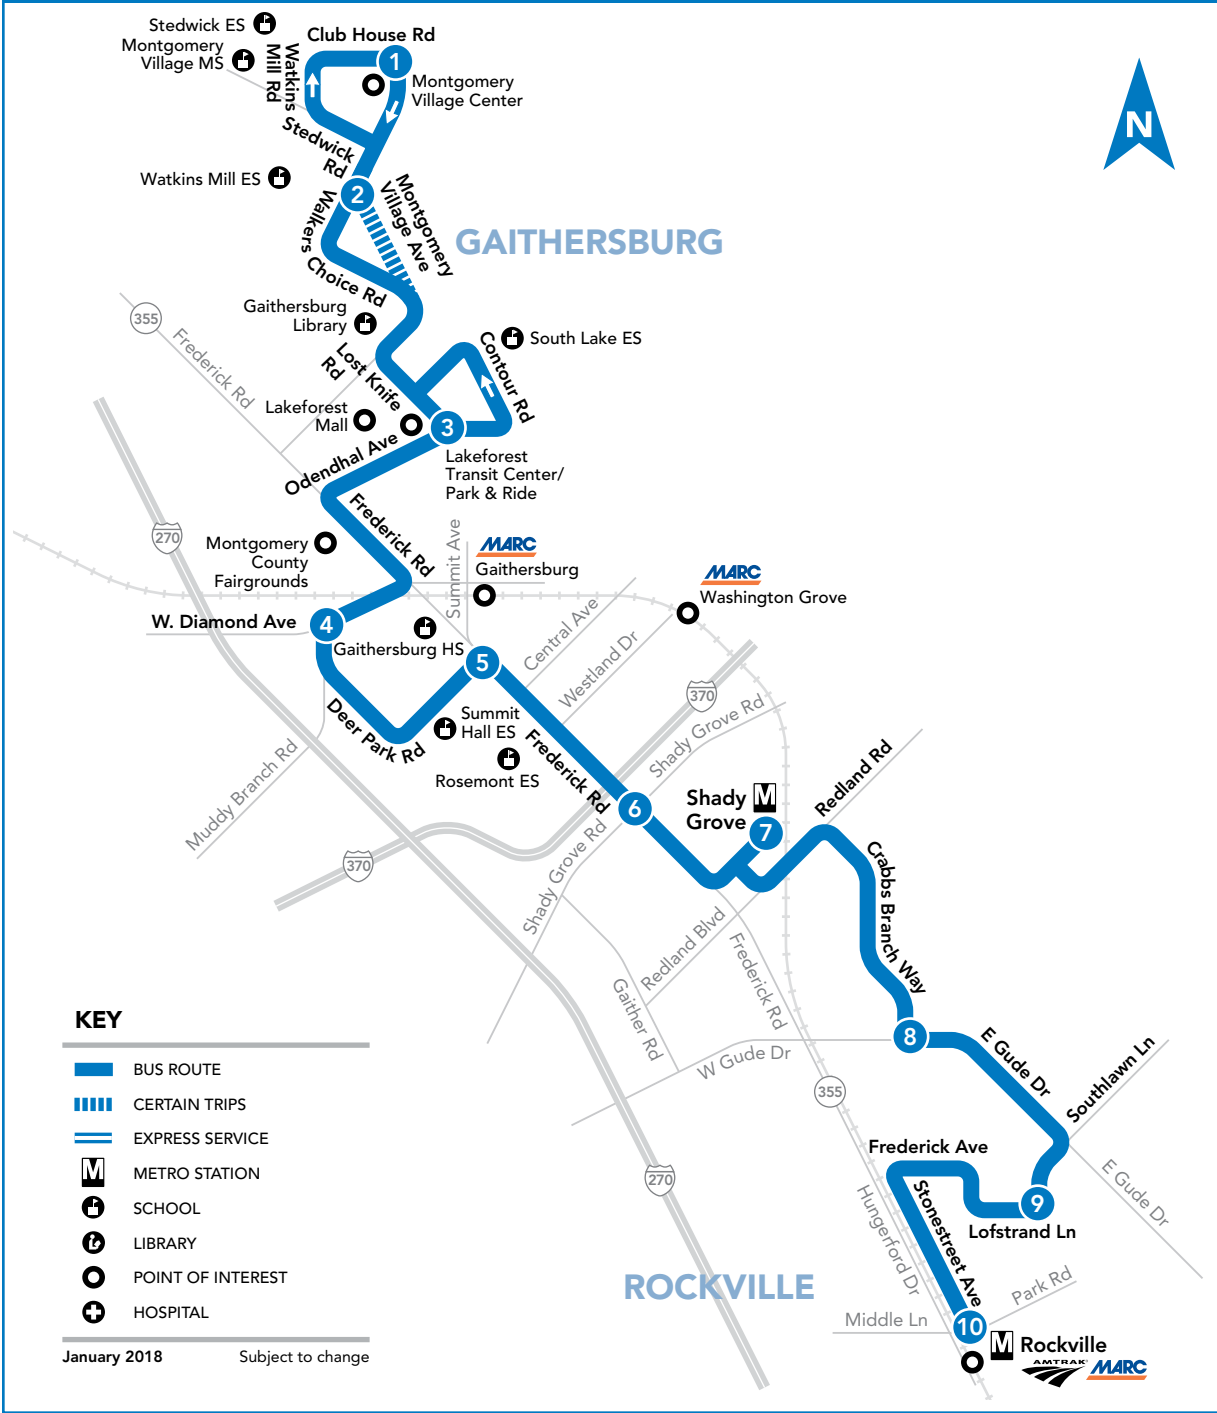 Stedwick ES
Montgomery
Village MS
Watkins
Mill Rd
Club House Rd
1
Montgomery
Village Center
N
Stedwick
Rd
Watkins Mill ES
2
Montgomery
Village Ave
Walkers
Choice Rd
GAITHERSBURG
Gaithersburg
Library
355
Frederick Rd
Lost Knife
Rd
Contour Rd
South Lake ES
Lakeforest
Mall
3
Odendhal Ave
Lakeforest
Transit Center/
Park & Ride
270
Frederick Rd
Montgomery
County
Fairgrounds
Summit Ave
MARC
Gaithersburg
MARC
Washington Grove
W. Diamond Ave
4
Gaithersburg HS
5
Central Ave
Westland Dr
370
Shady Grove Rd
Deer Park Rd
Summit
Hall ES
Rosemont ES
Frederick Rd
Muddy Branch Rd
6
Shady
Grove
M
7
Redland Rd
370
Shady Grove Rd
Crabbs Branch Way
Redland Blvd
Frederick Rd
Gaither Rd
W Gude Dr
8
E Gude Dr
Southlawn Ln
355
Frederick Ave
E Gude Dr
270
Hungerford Dr
Stonestreet Ave
9
Lofstrand Ln
ROCKVILLE
Park Rd
Middle Ln
10
M
Rockville
AMTRAK
MARC
KEY
BUS ROUTE
CERTAIN TRIPS
EXPRESS SERVICE
M
METRO STATION
SCHOOL
LIBRARY
POINT OF INTEREST
HOSPITAL
January 2018
Subject to change